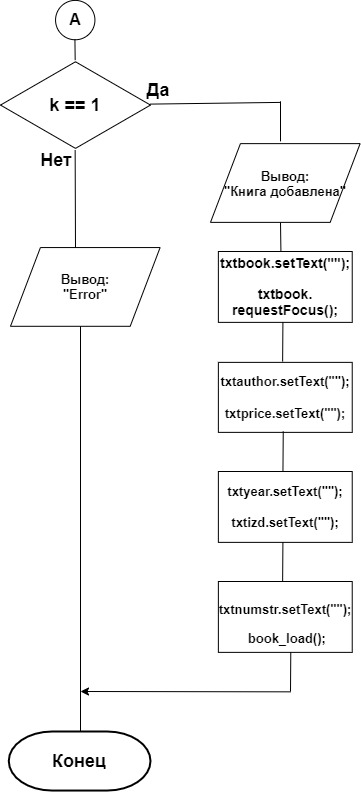 A
k == 1
Да
Нет
Вывод:
"Книга добавлена"
Вывод:
"Error"
txtbook.setText("");
txtbook.
requestFocus();
txtauthor.setText("");
txtprice.setText("");
txtyear.setText("");
txtizd.setText("");
txtnumstr.setText("");
book_load();
Конец